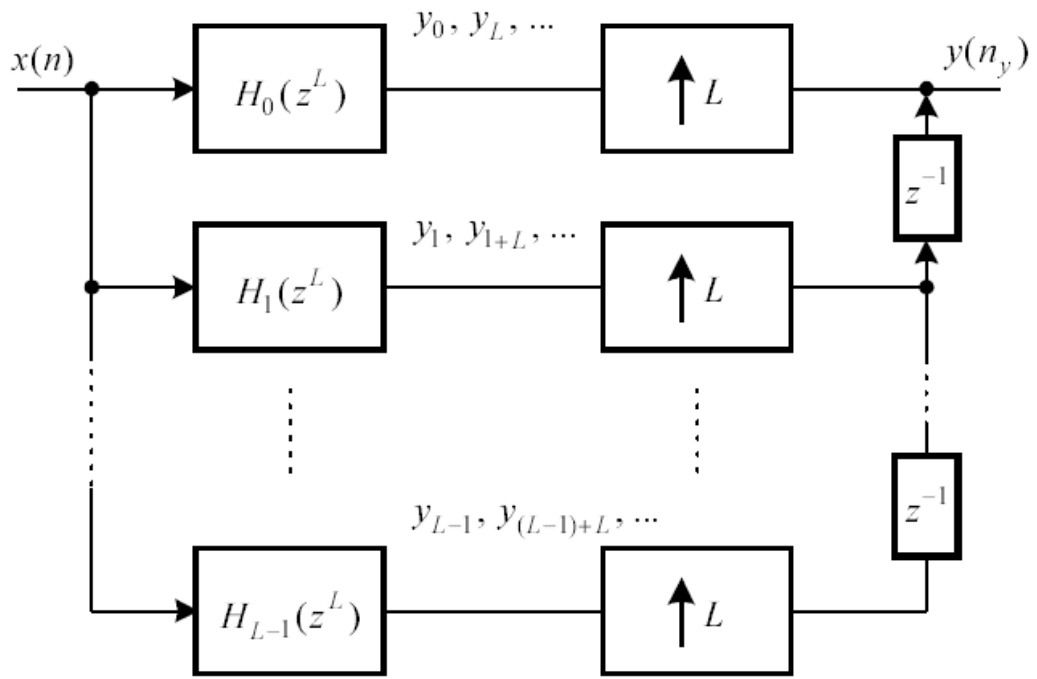 y₀, y_L, ...
x(n)
y(n_y)
H₀(z^L)
↑ L
z⁻¹
y₁, y_{1+L}, ...
H₁(z^L)
↑ L
y_{L−1}, y_{(L−1)+L}, ...
z⁻¹
H_{L−1}(z^L)
↑ L